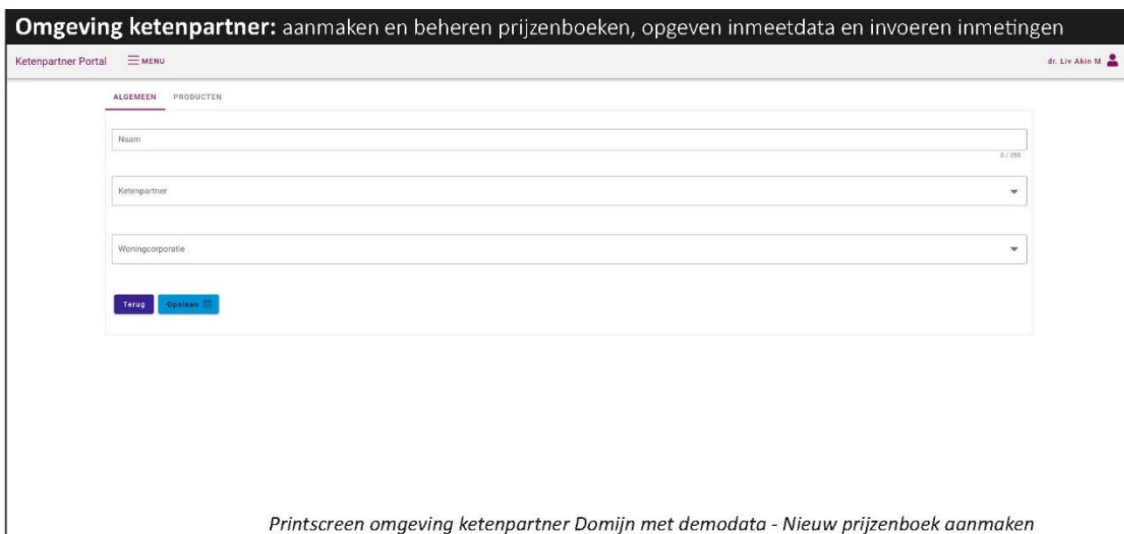 Omgeving ketenpartner: aanmaken en beheren prijzenboeken, opgeven inmeetdata en invoeren inmetingen
Ketenpartner Portal MENU dr. Liv Akin M
ALGEMEEN PRODUCTEN
Naam
0 / 255
Ketenpartner
Woningcorporatie
Terug Opslaan
Printscreen omgeving ketenpartner Domijn met demodata - Nieuw prijzenboek aanmaken